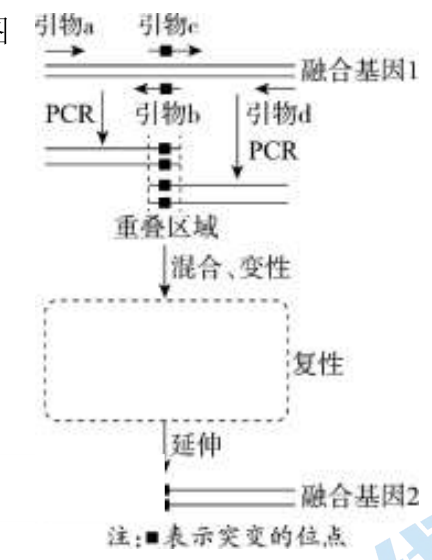 图
引物a 引物c
融合基因1
PCR 引物b 引物d
PCR
重叠区域
混合、变性
复性
延伸
融合基因2
注:■表示突变的位点